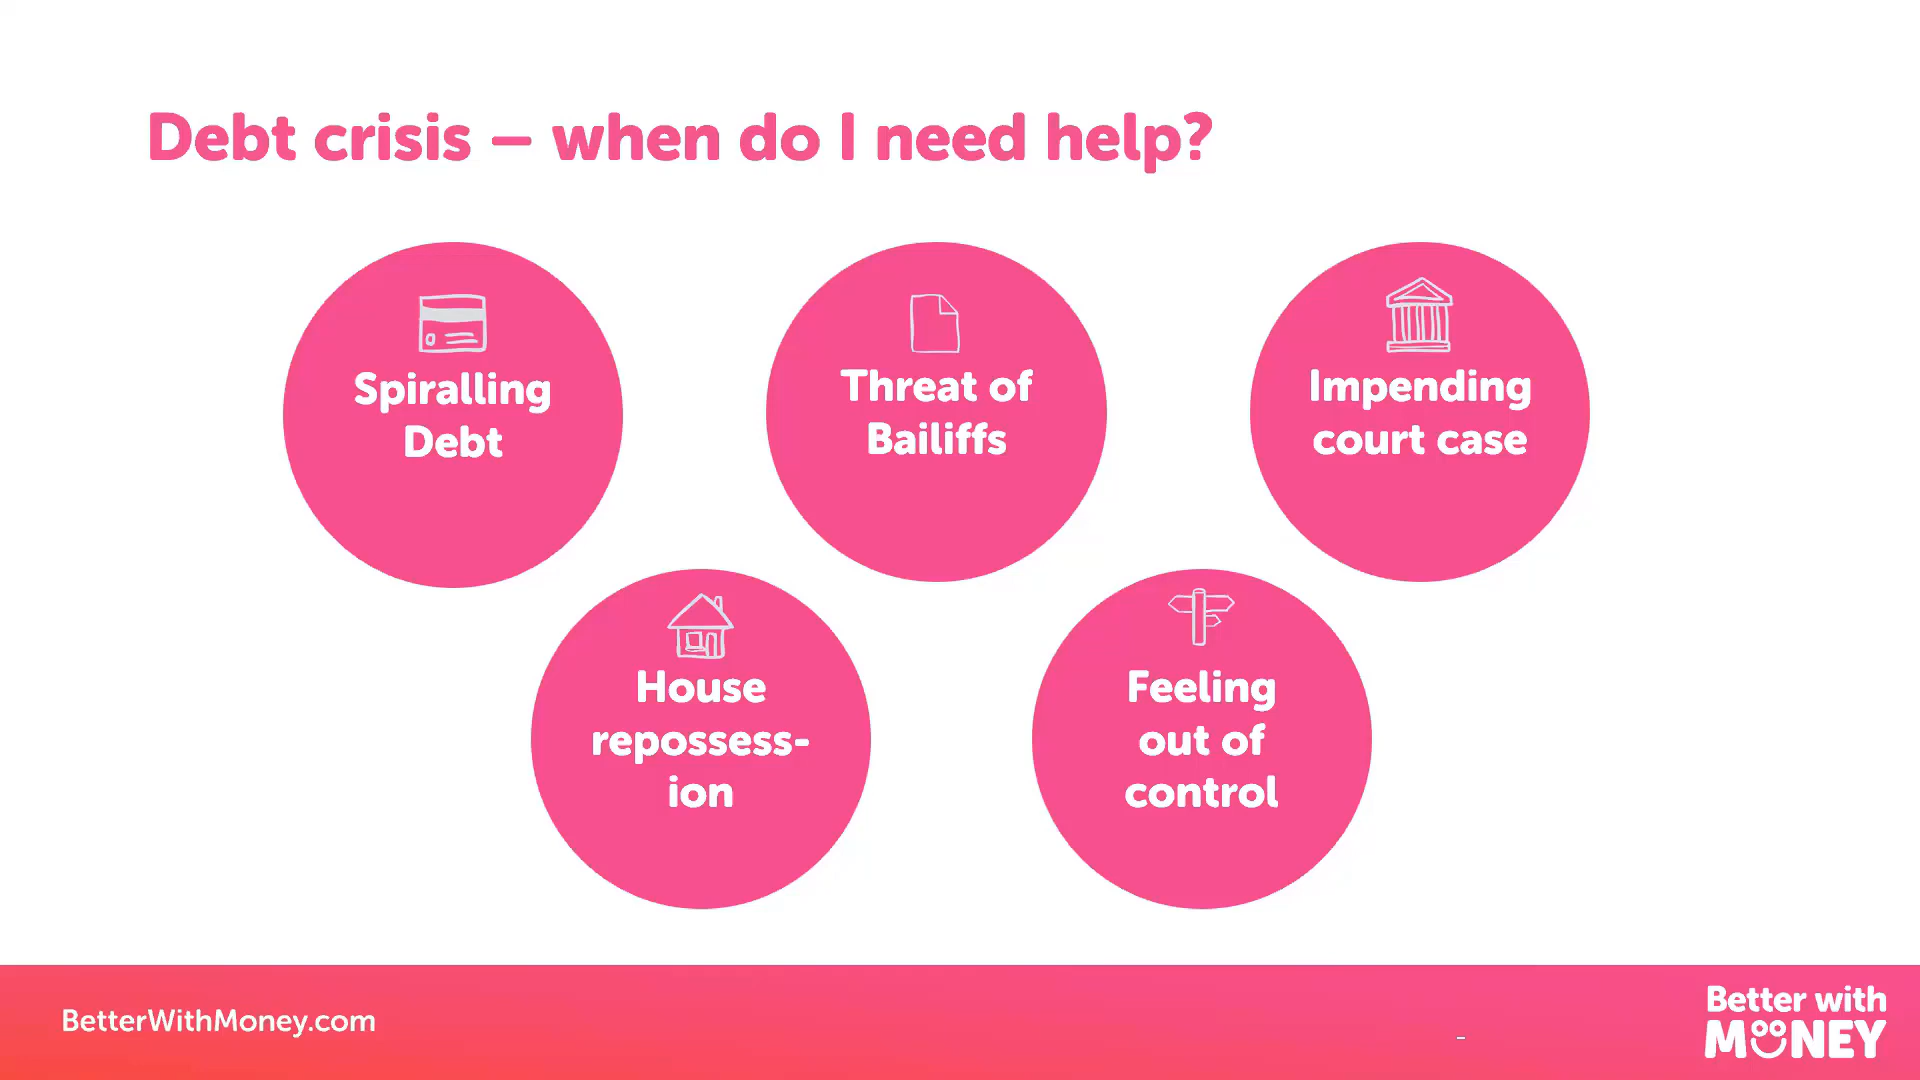 Debt crisis – when do I need help?
Spiralling
Debt
Threat of
Bailiffs
Impending
court case
House
repossess-
ion
Feeling
out of
control
BetterWithMoney.com
-
Better with
MONEY